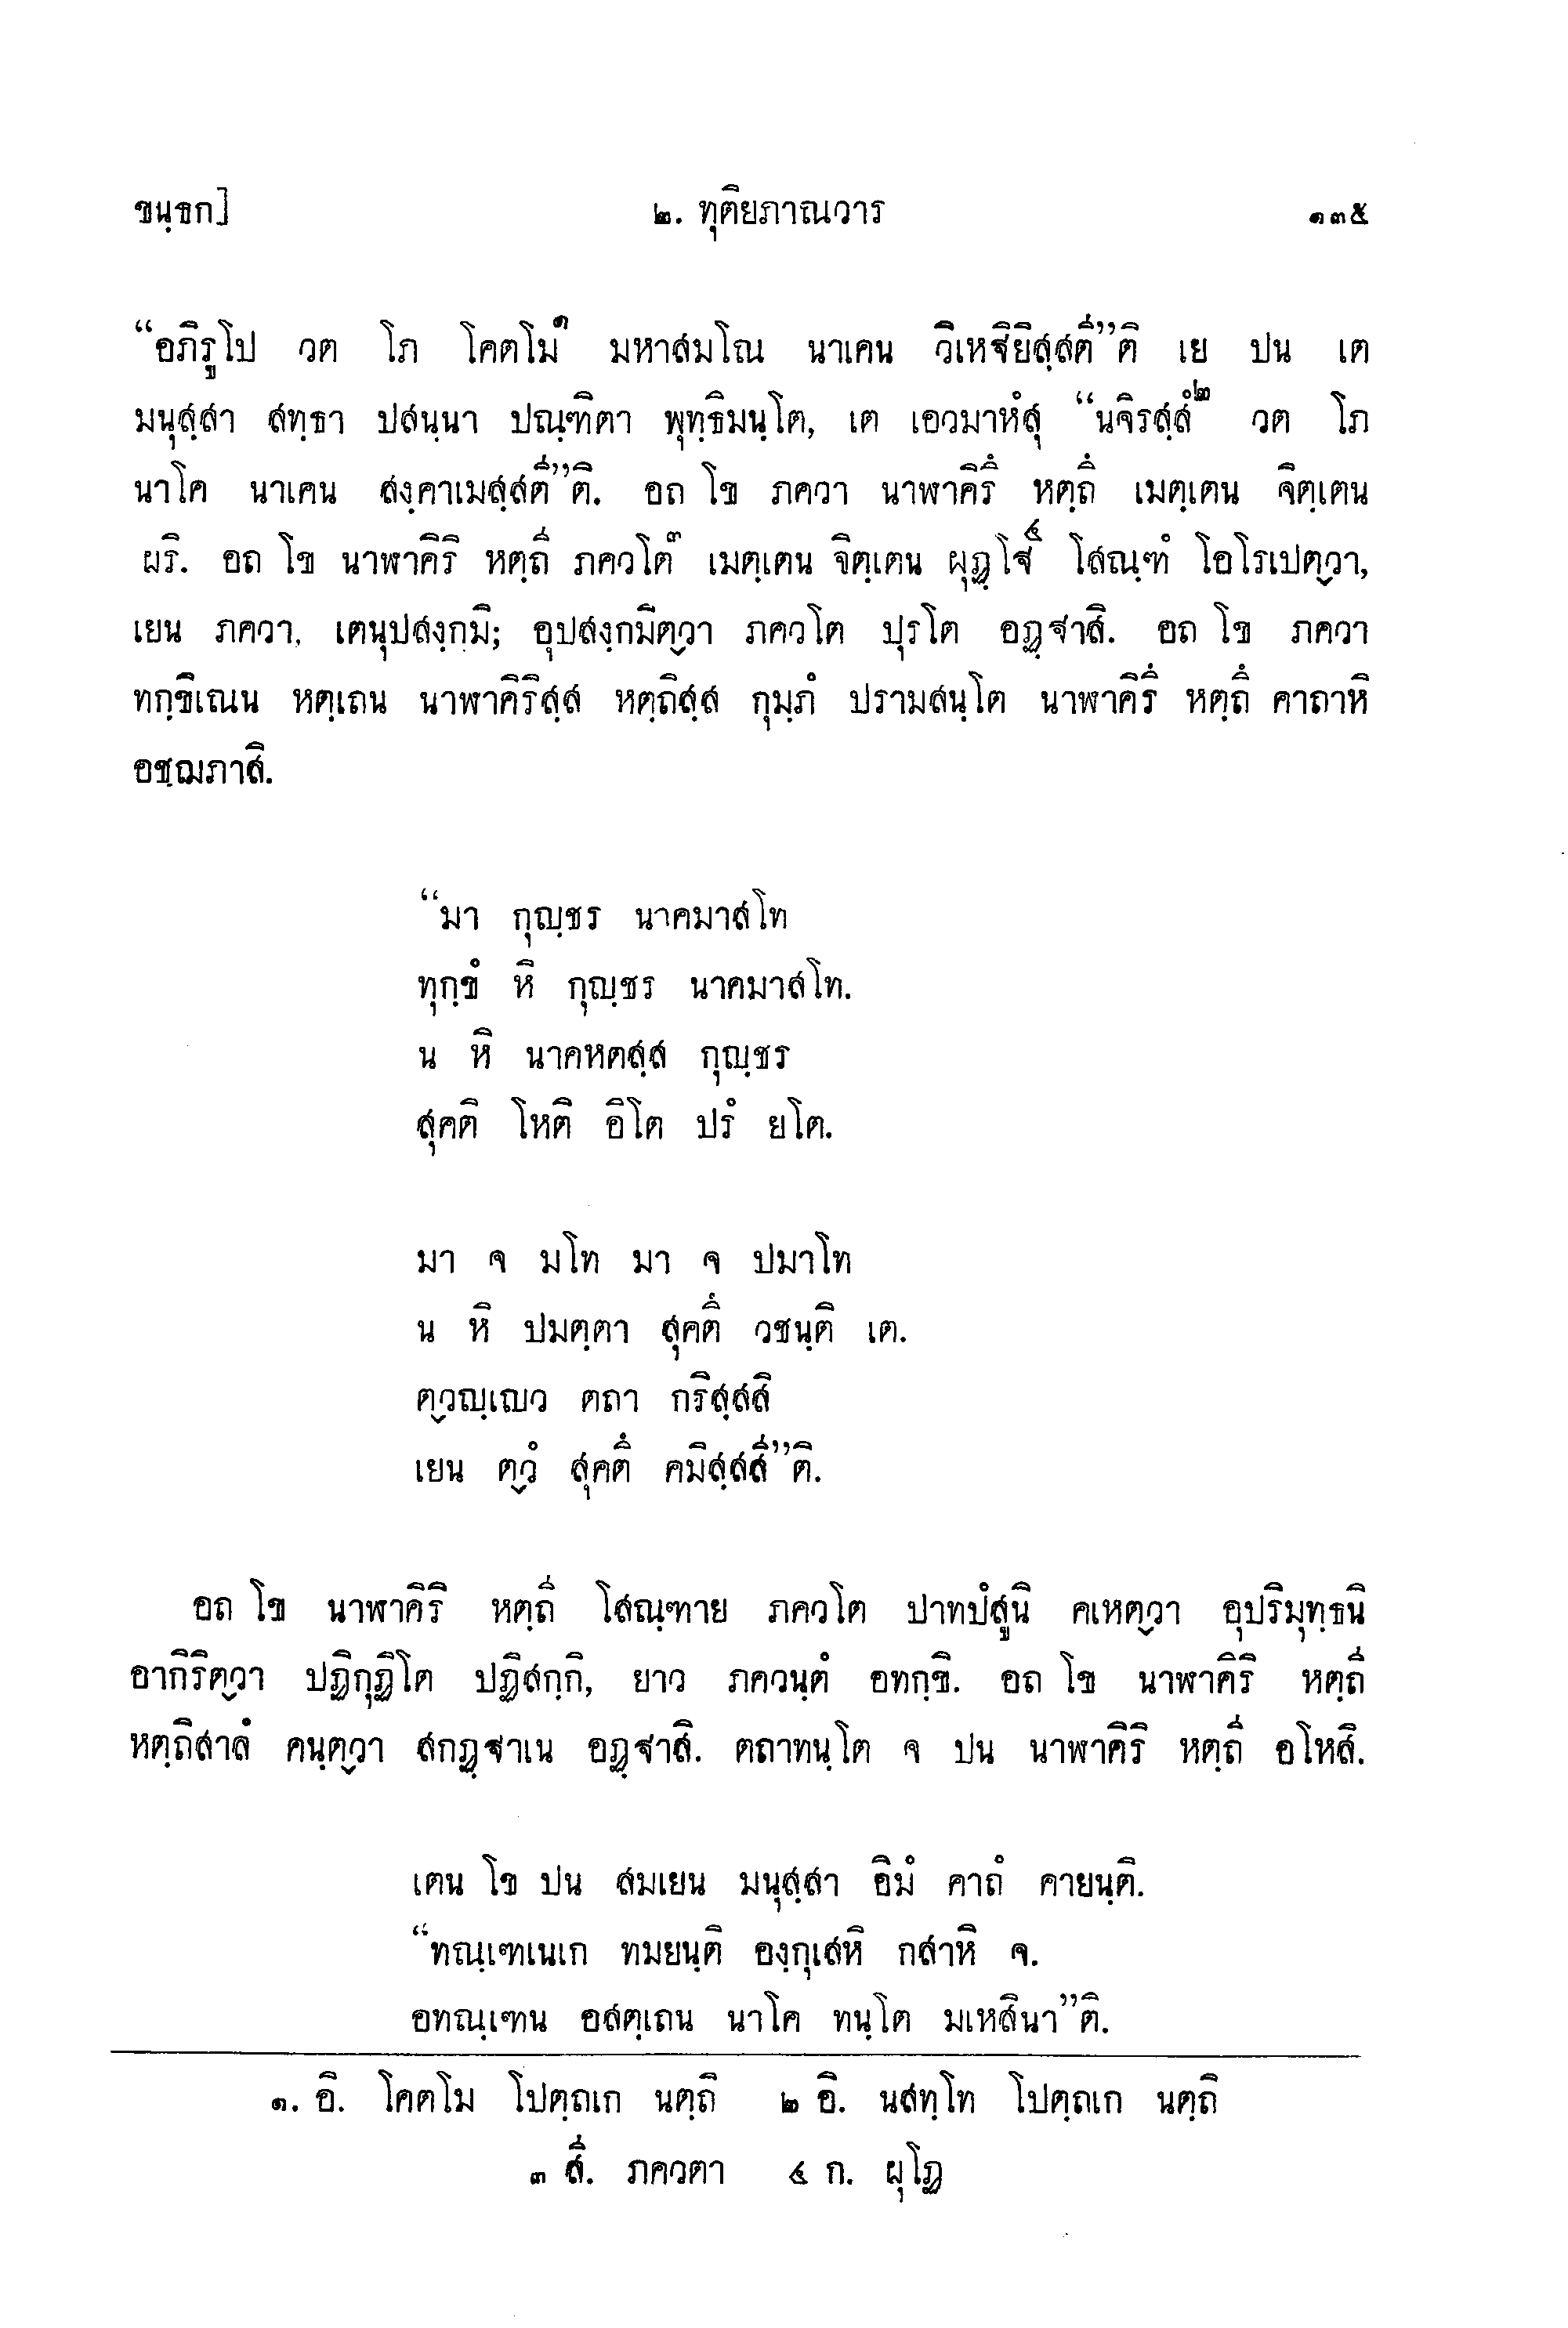 ขนฺธก] ๒. ทุติยภาณวาร ๑๓๕
“อภิรูโป วต โภ โคตโม๑ มหาสมโณ นาเคน วิเหฐิยิสฺสตี”ติ เย ปน เต
มนุสฺสา สทฺธา ปสนฺนา ปณฺฑิตา พุทฺธิมนฺโต, เต เอวมาหํสุ “นจิรสฺสํ๒ วต โภ
นาโค นาเคน สงฺคาเมสฺสตี”ติ. อถ โข ภควา นาฬาคิรึ หตฺถึ เมตฺเตน จิตฺเตน
ผริ. อถ โข นาฬาคิริ หตฺถี ภควโต๓ เมตฺเตน จิตฺเตน ผุฏฺโฐ๔ โสณฺฑํ โอโรเปตฺวา,
เยน ภควา, เตนุปสงฺกมิ; อุปสงฺกมิตฺวา ภควโต ปุรโต อฏฺฐาสิ. อถ โข ภควา
ทกฺขิเณน หตฺเถน นาฬาคิริสฺส หตฺถิสฺส กุมฺภํ ปรามสนฺโต นาฬาคิรึ หตฺถึ คาถาหิ
อชฺฌภาสิ.
“มา กุญฺชร นาคมาสโท
ทุกฺขํ หิ กุญฺชร นาคมาสโท.
น หิ นาคหตสฺส กุญฺชร
สุคติ โหติ อิโต ปรํ ยโต.
มา จ มโท มา จ ปมาโท
น หิ ปมตฺตา สุคตึ วชนฺติ เต.
ตฺวญฺเญว ตถา กริสฺสสิ
เยน ตฺวํ สุคตึ คมิสฺสสี”ติ.
อถ โข นาฬาคิริ หตฺถี โสณฺฑาย ภควโต ปาทปํสูนิ คเหตฺวา อุปริมุทฺธนิ
อากิริตฺวา ปฏิกุฏิโต ปฏิสกฺกิ, ยาว ภควนฺตํ อทกฺขิ. อถ โข นาฬาคิริ หตฺถี
หตฺถิสาลํ คนฺตฺวา สกฏฺฐาเน อฏฺฐาสิ. ตถาทนฺโต จ ปน นาฬาคิริ หตฺถี อโหสิ.
เตน โข ปน สมเยน มนุสฺสา อิมํ คาถํ คายนฺติ.
“ทณฺเฑเนเก ทมยนฺติ องฺกุเสหิ กสาหิ จ.
อทณฺเฑน อสตฺเถน นาโค ทนฺโต มเหสินา”ติ.
๑. อิ. โคตโม โปตฺถเก นตฺถิ ๒ อิ. นสทฺโท โปตฺถเก นตฺถิ
๓ สี. ภควตา ๔ ก. ผุโฏ